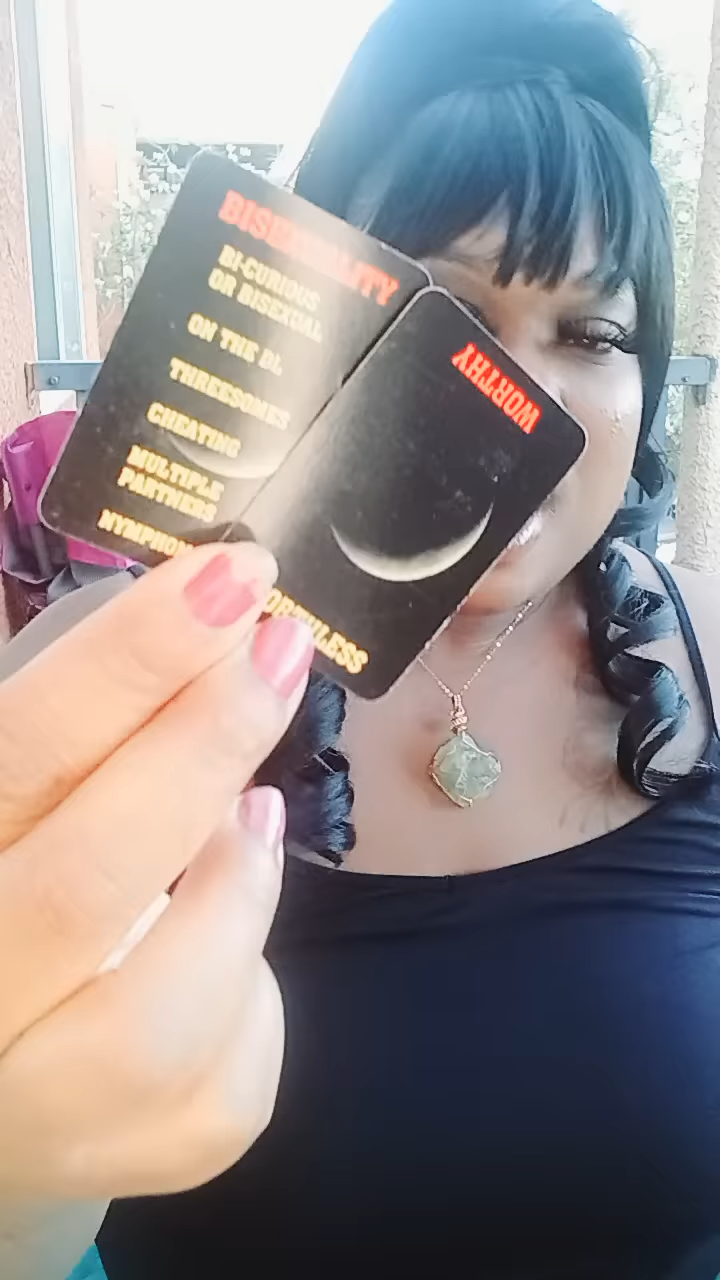 BISEXUALITY
BI-CURIOUS
OR BISEXUAL
ON THE DL
THREESOMES
CHEATING
MULTIPLE
PARTNERS
WORTHY